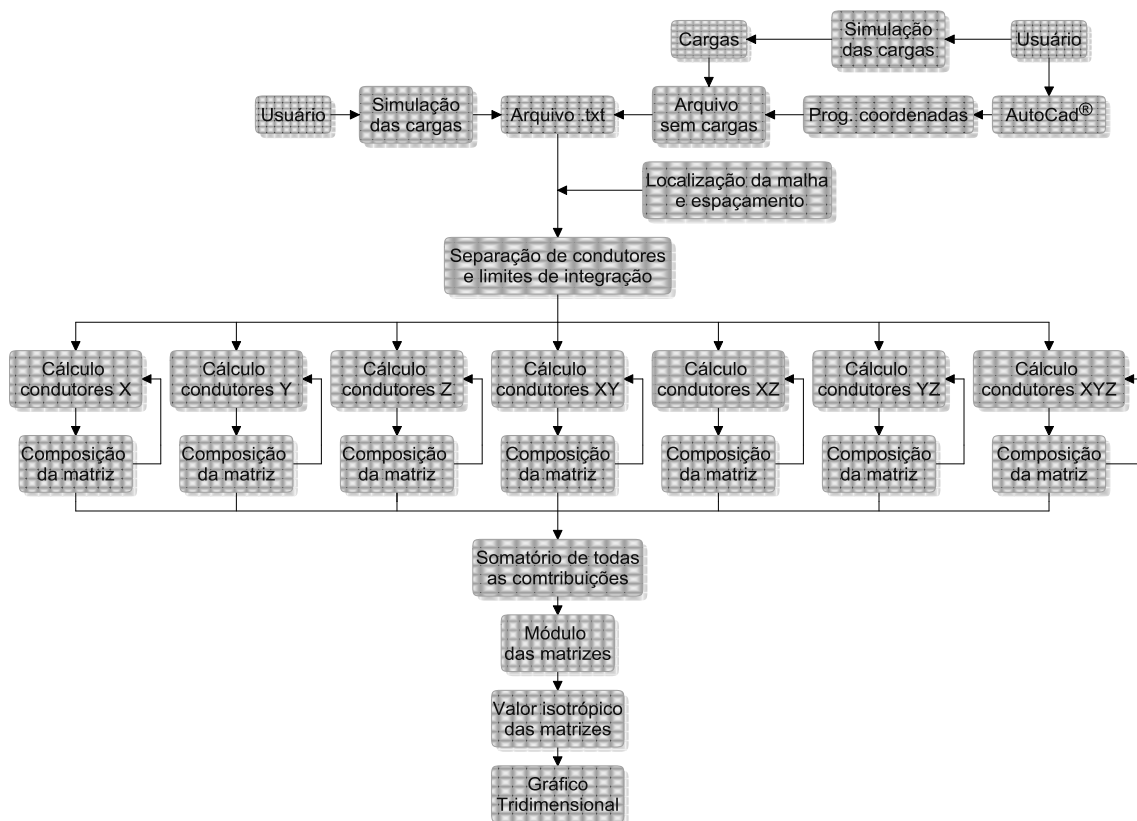 Cargas
Simulação
das cargas
Usuário
Usuário
Simulação
das cargas
Arquivo .txt
Arquivo
sem cargas
Prog. coordenadas
AutoCad®
Localização da malha
e espaçamento
Separação de condutores
e limites de integração
Cálculo
condutores X
Cálculo
condutores Y
Cálculo
condutores Z
Cálculo
condutores XY
Cálculo
condutores XZ
Cálculo
condutores YZ
Cálculo
condutores XYZ
Composição
da matriz
Composição
da matriz
Composição
da matriz
Composição
da matriz
Composição
da matriz
Composição
da matriz
Composição
da matriz
Somatório de todas
as comtribuições
Módulo
das matrizes
Valor isotrópico
das matrizes
Gráfico
Tridimensional